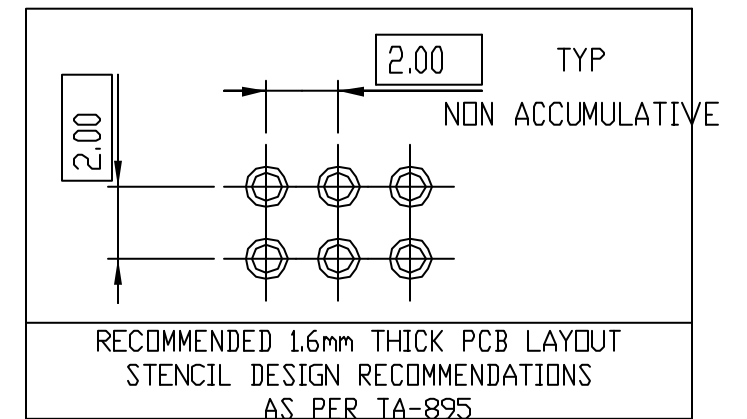 2.00 TYP
NON ACCUMULATIVE
2.00
RECOMMENDED 1.6mm THICK PCB LAYOUT
STENCIL DESIGN RECOMMENDATIONS
AS PER TA-895